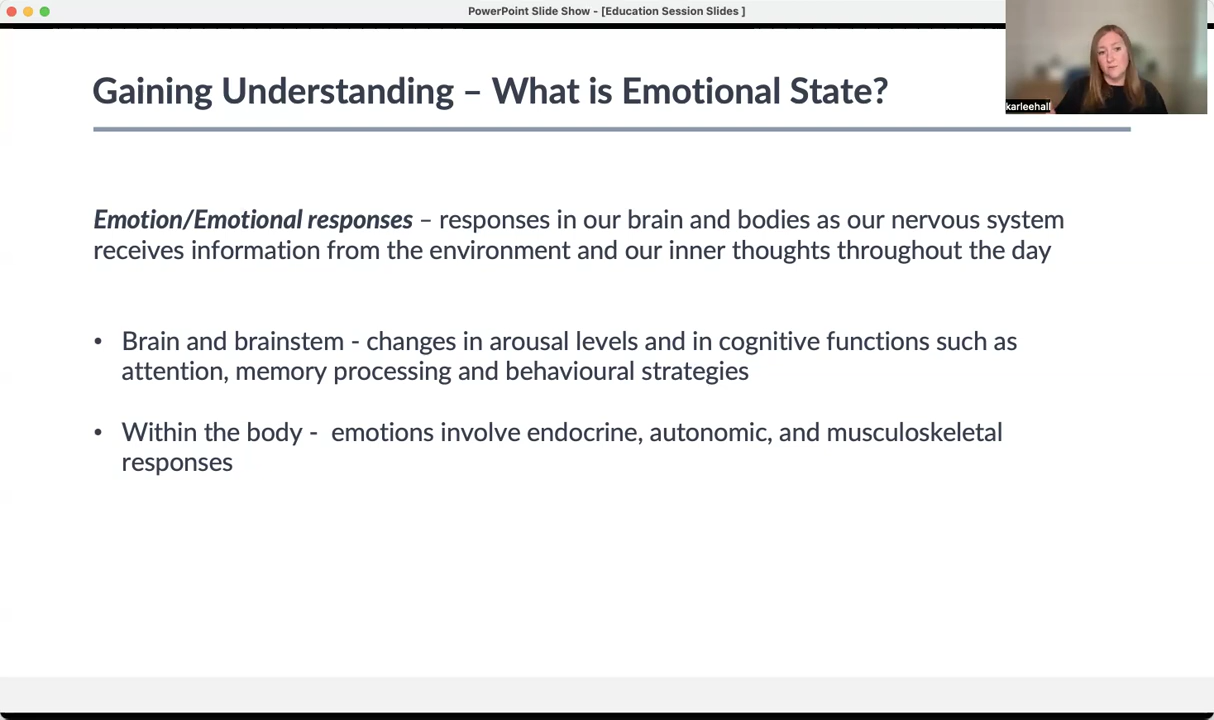 PowerPoint Slide Show - [Education Session Slides ]
Gaining Understanding – What is Emotional State?
karleehall
Emotion/Emotional responses – responses in our brain and bodies as our nervous system
receives information from the environment and our inner thoughts throughout the day
• Brain and brainstem - changes in arousal levels and in cognitive functions such as
attention, memory processing and behavioural strategies
• Within the body -  emotions involve endocrine, autonomic, and musculoskeletal
responses